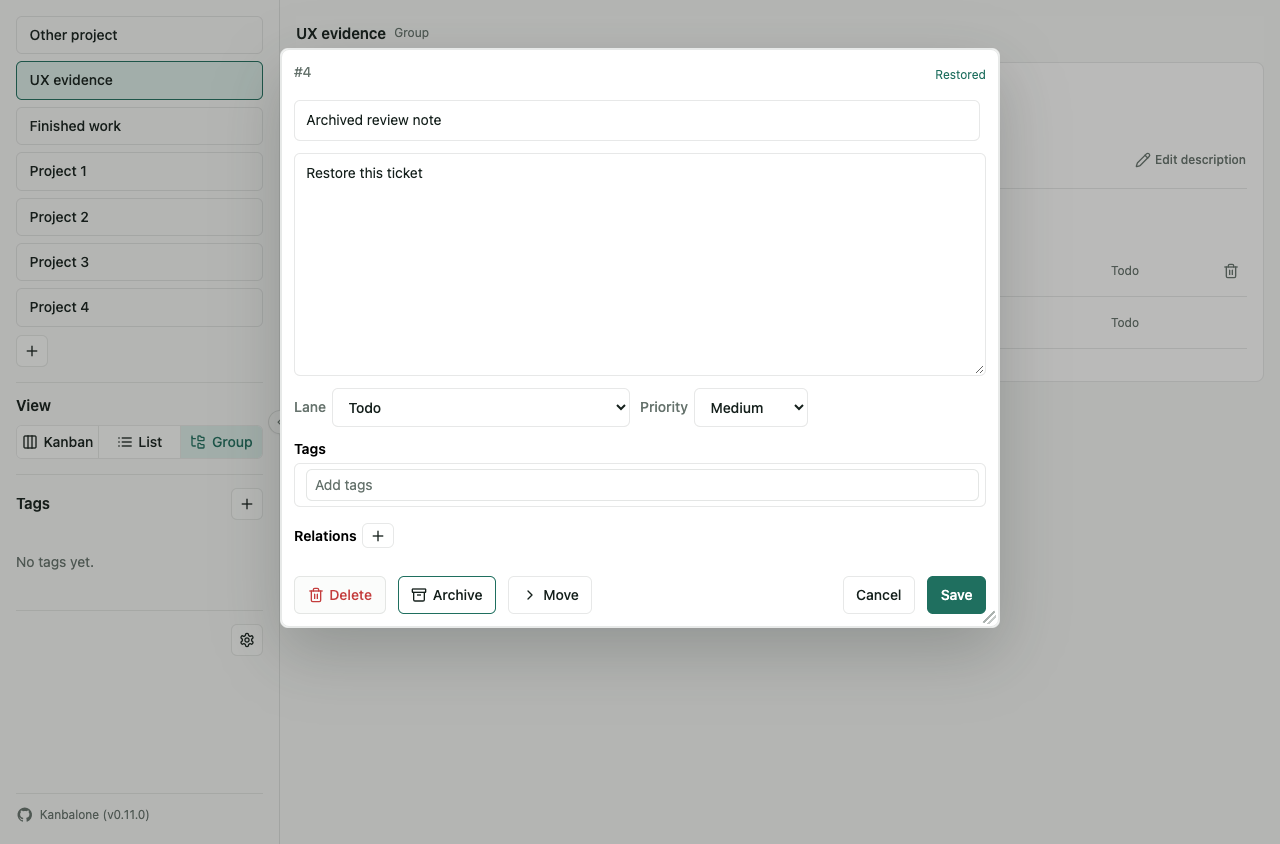 Other project
UX evidence
Finished work
Project 1
Project 2
Project 3
Project 4
View
Kanban
List
Group
Tags
No tags yet.
Kanbalone (v0.11.0)
UX evidence Group
Edit description
Todo
Todo
#4
Restored
Archived review note
Restore this ticket
Lane
Todo
Priority
Medium
Tags
Add tags
Relations
Delete
Archive
Move
Cancel
Save